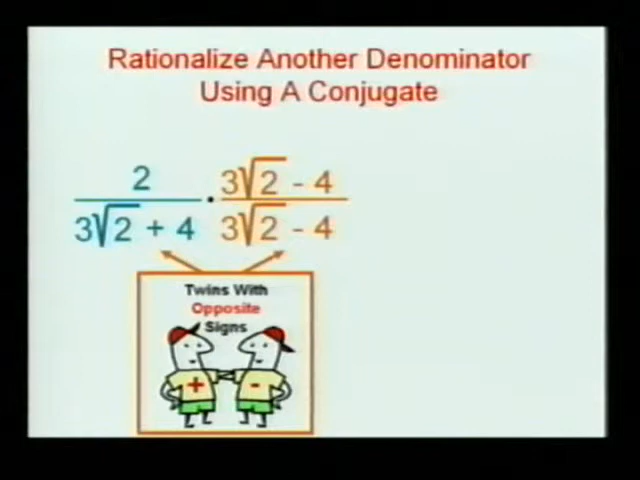 Rationalize Another Denominator
Using A Conjugate
2 / (3√2 + 4) · (3√2 - 4) / (3√2 - 4)
Twins With
Opposite
Signs
+ -